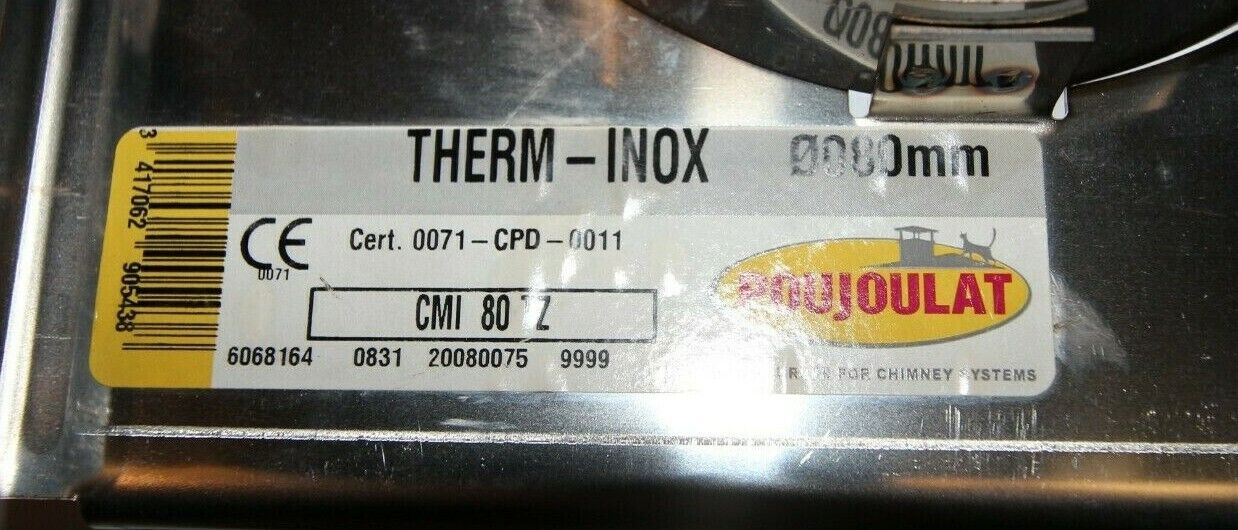 THERM-INOX Ø080mm
3 417062 905438
CE
0071
Cert. 0071-CPD-0011
CMI 80 TZ
POUJOULAT
FOR CHIMNEY SYSTEMS
6068164 0831 20080075 9999